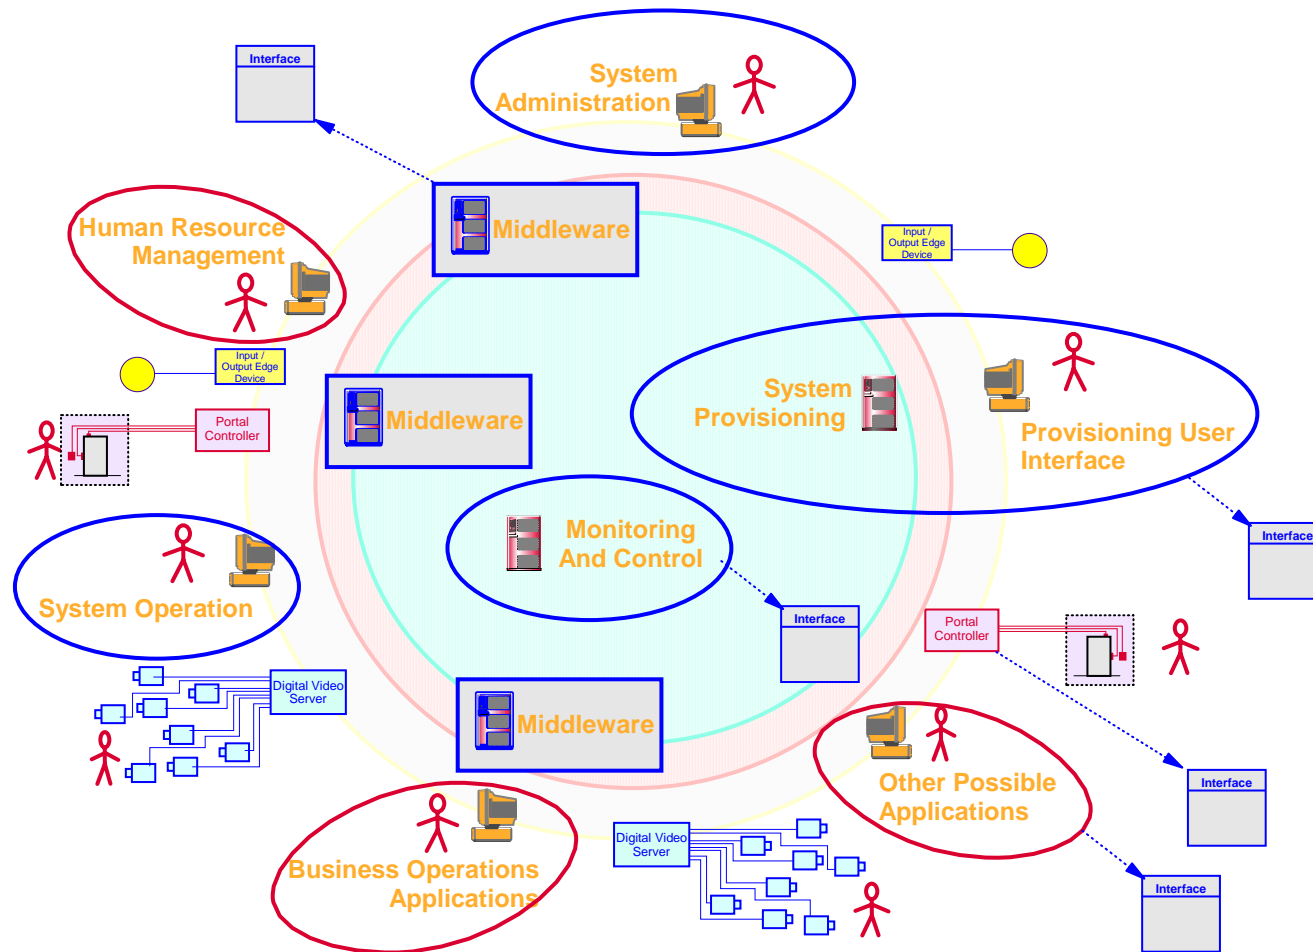 Interface
System
Administration
Middleware
Human Resource
Management
Input /
Output Edge
Device
Input /
Output Edge
Device
System
Provisioning
Provisioning User
Interface
Middleware
Portal
Controller
Monitoring
And Control
Interface
System Operation
Interface
Portal
Controller
Digital Video
Server
Middleware
Other Possible
Applications
Interface
Digital Video
Server
Business Operations
Applications
Interface